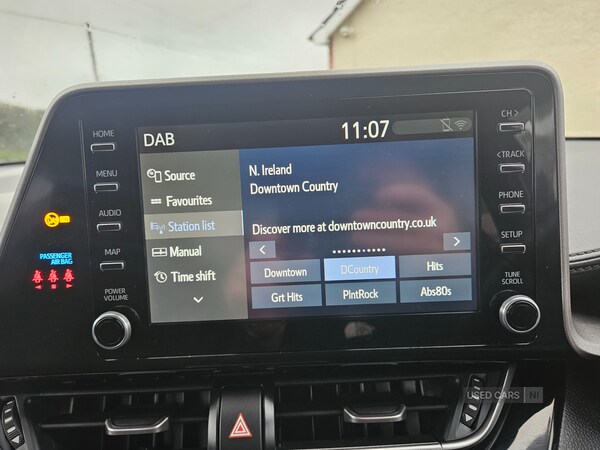 HOME
MENU
AUDIO
MAP
POWER
VOLUME
PASSENGER
AIR BAG
DAB
11:07
Source
Favourites
Station list
Manual
Time shift
N. Ireland
Downtown Country
Discover more at downtowncountry.co.uk
Downtown
DCountry
Hits
Grt Hits
PlntRock
Abs80s
CH >
< TRACK
PHONE
SETUP
TUNE
SCROLL
USED CARS NI